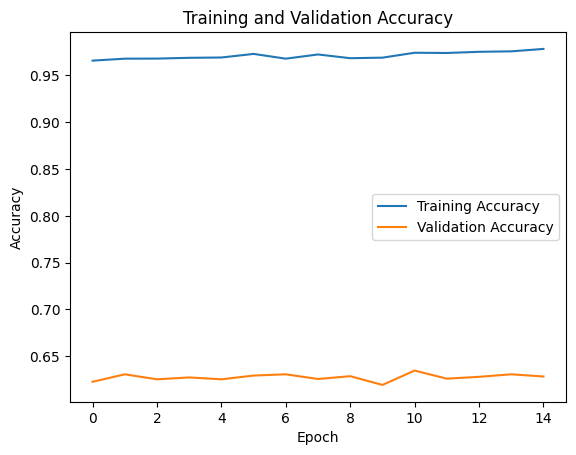 Training and Validation Accuracy
0.95
0.90
0.85
0.80
0.75
0.70
0.65
Accuracy
Training Accuracy
Validation Accuracy
0 2 4 6 8 10 12 14
Epoch